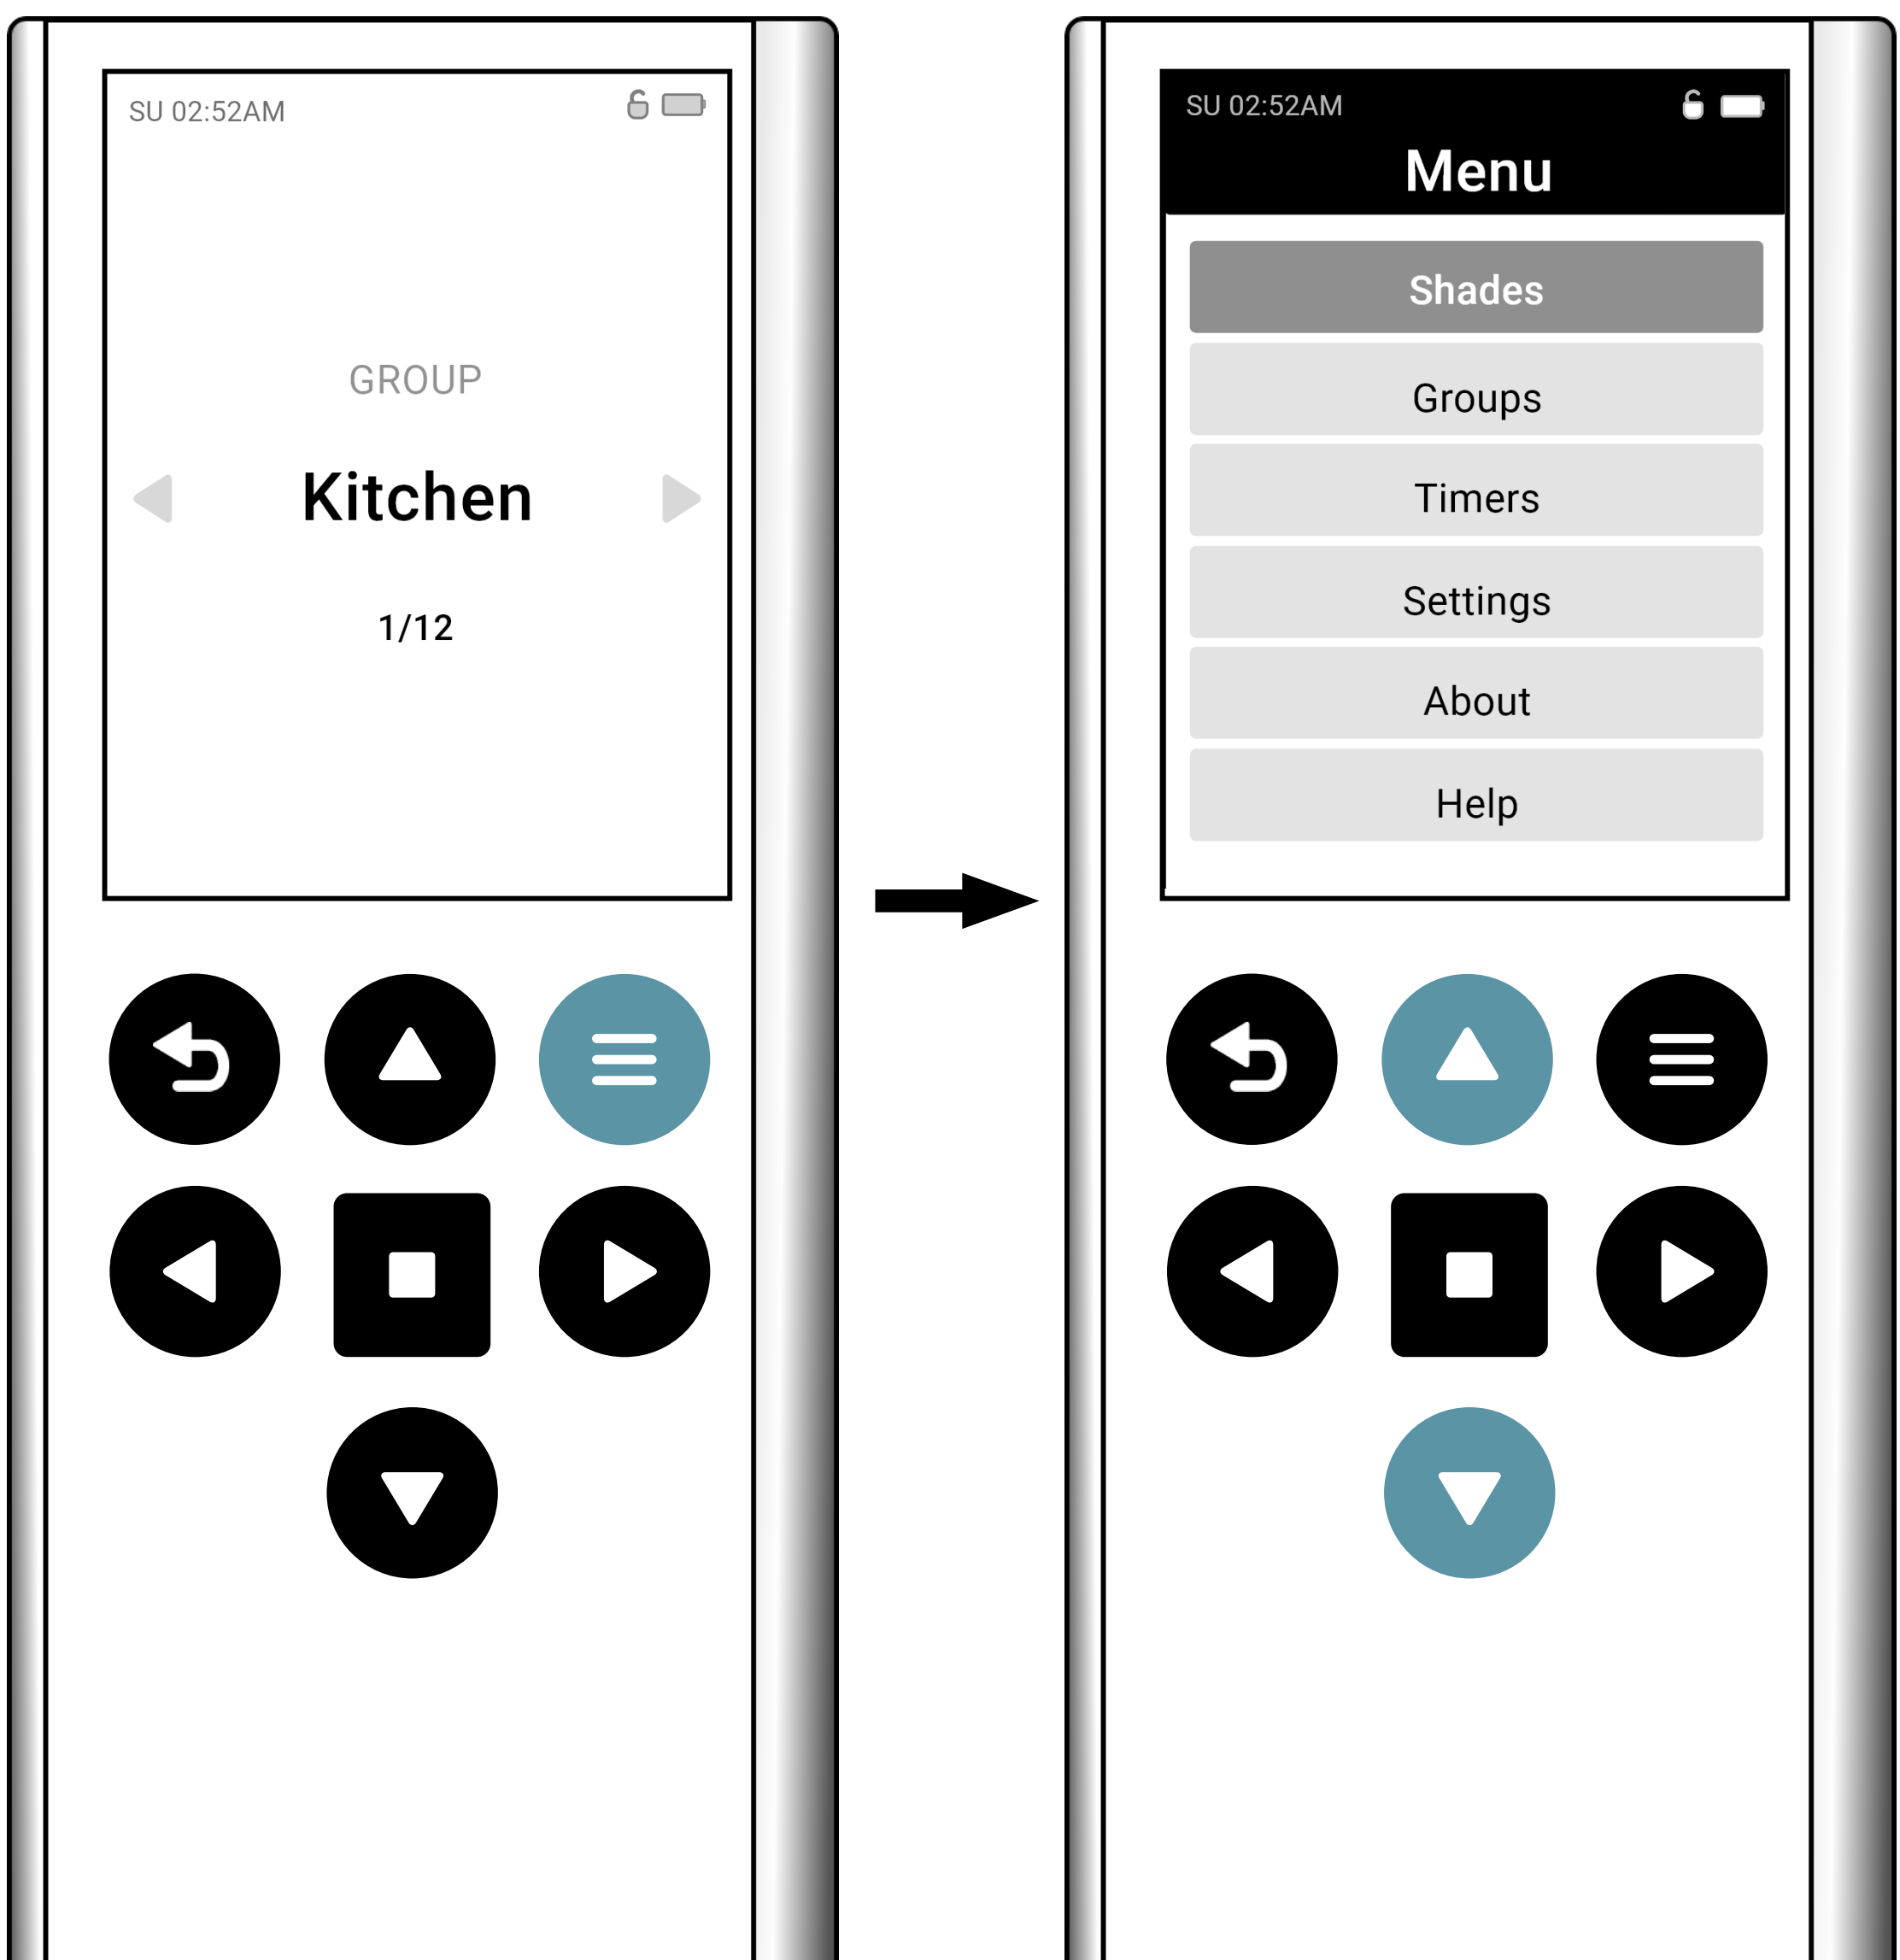 SU 02:52AM
GROUP
Kitchen
1/12
SU 02:52AM
Menu
Shades
Groups
Timers
Settings
About
Help